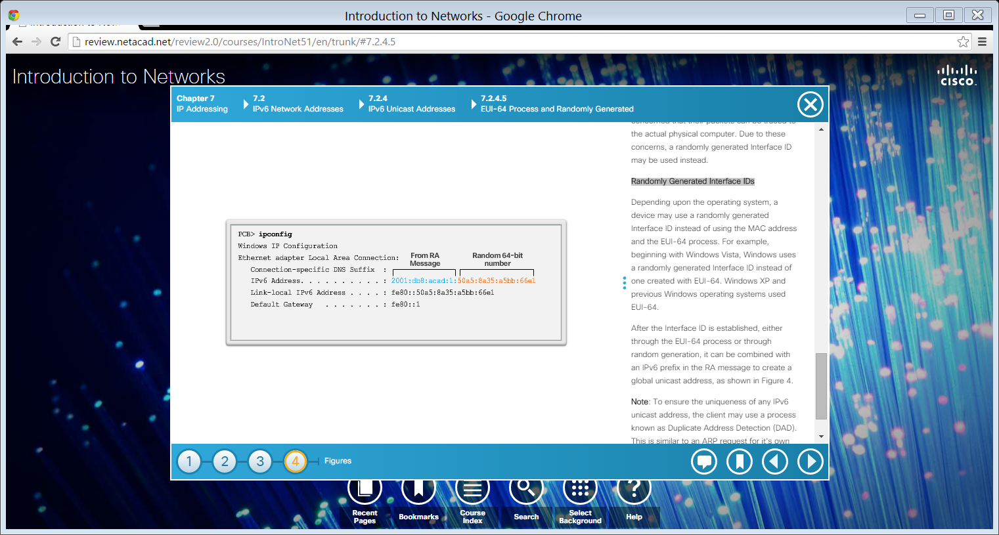 Introduction to Networks - Google Chrome
review.netacad.net/review2.0/courses/IntroNet51/en/trunk/#7.2.4.5
Introduction to Networks
CISCO
Chapter 7
IP Addressing
7.2
IPv6 Network Addresses
7.2.4
IPv6 Unicast Addresses
7.2.4.5
EUI-64 Process and Randomly Generated
PCB> ipconfig
Windows IP Configuration
Ethernet adapter Local Area Connection:
From RA
Message
Random 64-bit
number
Connection-specific DNS Suffix :
IPv6 Address. . . . . . . . . . : 2001:db8:acad:1:50a5:8a35:a5bb:66e1
Link-local IPv6 Address . . . . : fe80::50a5:8a35:a5bb:66e1
Default Gateway . . . . . . . : fe80::1
concerned that their packets can be traced to
the actual physical computer. Due to these
concerns, a randomly generated Interface ID
may be used instead.
Randomly Generated Interface IDs
Depending upon the operating system, a
device may use a randomly generated
Interface ID instead of using the MAC address
and the EUI-64 process. For example,
beginning with Windows Vista, Windows uses
a randomly generated Interface ID instead of
one created with EUI-64. Windows XP and
previous Windows operating systems used
EUI-64.
After the Interface ID is established, either
through the EUI-64 process or through
random generation, it can be combined with
an IPv6 prefix in the RA message to create a
global unicast address, as shown in Figure 4.
Note: To ensure the uniqueness of any IPv6
unicast address, the client may use a process
known as Duplicate Address Detection (DAD).
This is similar to an ARP request for it's own
1
2
3
4
Figures
Recent
Pages
Bookmarks
Course
Index
Search
Select
Background
?
Help